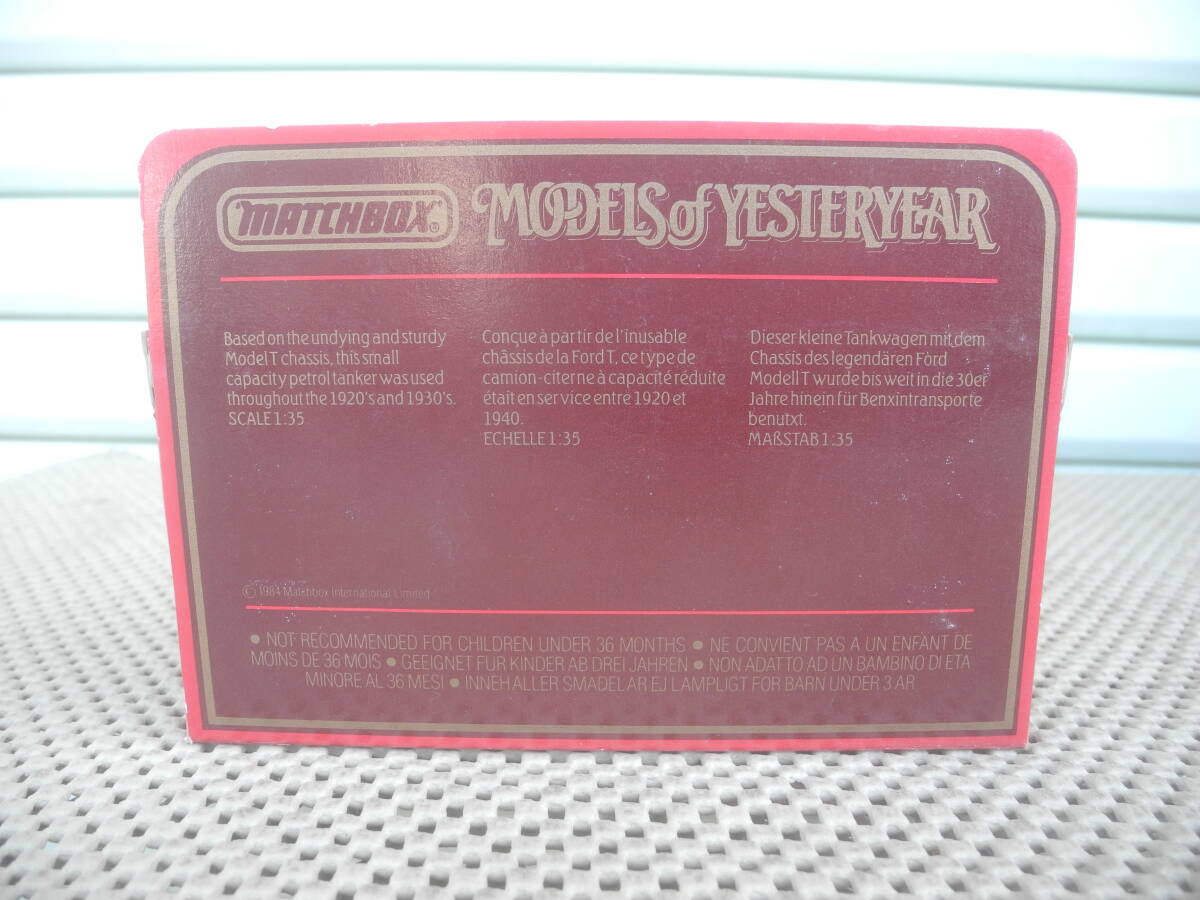 MATCHBOX®
MODELS of YESTERYEAR
Based on the undying and sturdy
Model T chassis, this small
capacity petrol tanker was used
throughout the 1920's and 1930's.
SCALE 1:35
Conçue à partir de l'inusable
châssis de la Ford T, ce type de
camion-citerne à capacité réduite
était en service entre 1920 et
1940.
ECHELLE 1:35
Dieser kleine Tankwagen mit dem
Chassis des legendären Ford
Modell T wurde bis weit in die 30er
Jahre hinein für Benxintransporte
benutxt.
MAßSTAB 1:35
© 1984 Matchbox International Limited
• NOT RECOMMENDED FOR CHILDREN UNDER 36 MONTHS • NE CONVIENT PAS A UN ENFANT DE
MOINS DE 36 MOIS • GEEIGNET FUR KINDER AB DREI JAHREN • NON ADATTO AD UN BAMBINO DI ETA
MINORE AL 36 MESI • INNEHALLER SMADELAR EJ LAMPLIGT FOR BARN UNDER 3 AR